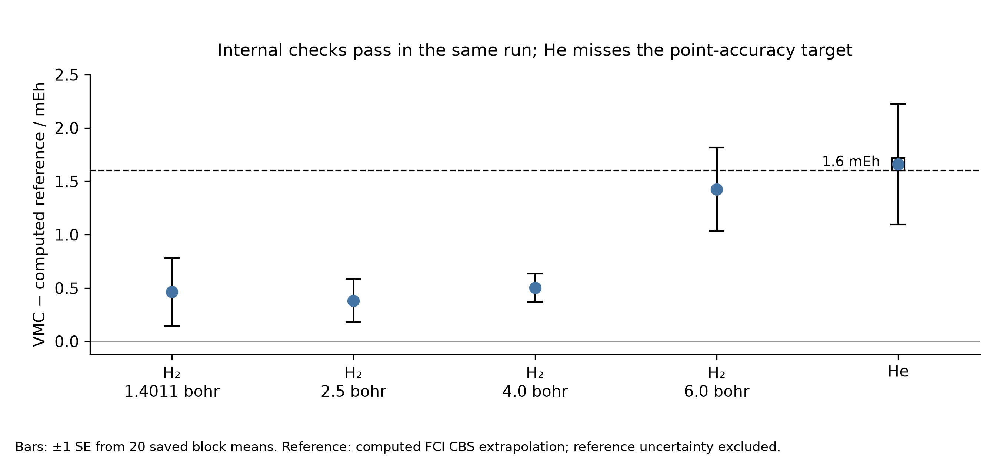 Internal checks pass in the same run; He misses the point-accuracy target
VMC − computed reference / mEh
2.5
2.0
1.5
1.0
0.5
0.0
1.6 mEh
H₂
1.4011 bohr
H₂
2.5 bohr
H₂
4.0 bohr
H₂
6.0 bohr
He
Bars: ±1 SE from 20 saved block means. Reference: computed FCI CBS extrapolation; reference uncertainty excluded.